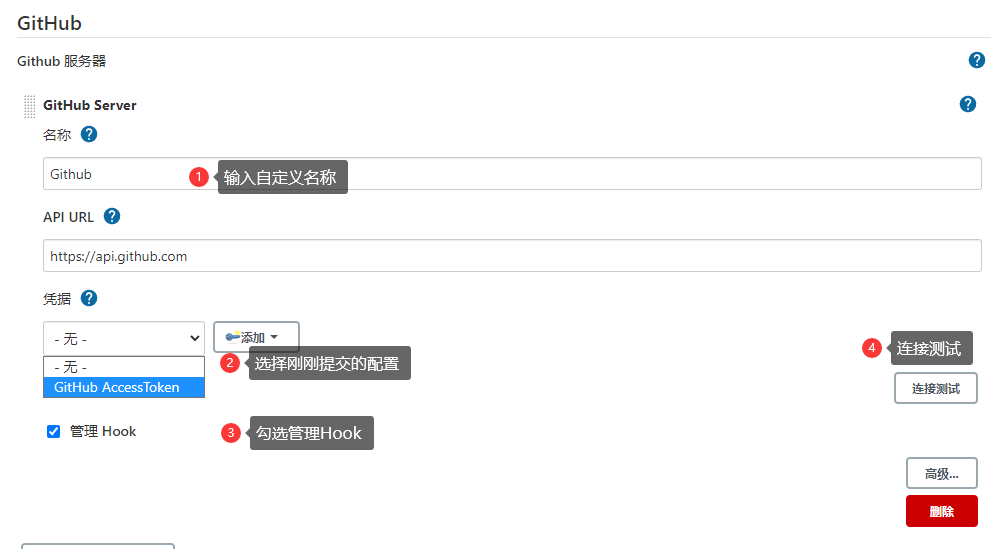 GitHub
Github 服务器
?
GitHub Server
?
名称 ?
Github
1 输入自定义名称
API URL ?
https://api.github.com
凭据 ?
- 无 -
添加
- 无 -
GitHub AccessToken
2 选择刚刚提交的配置
4 连接测试
连接测试
管理 Hook
3 勾选管理Hook
高级...
删除